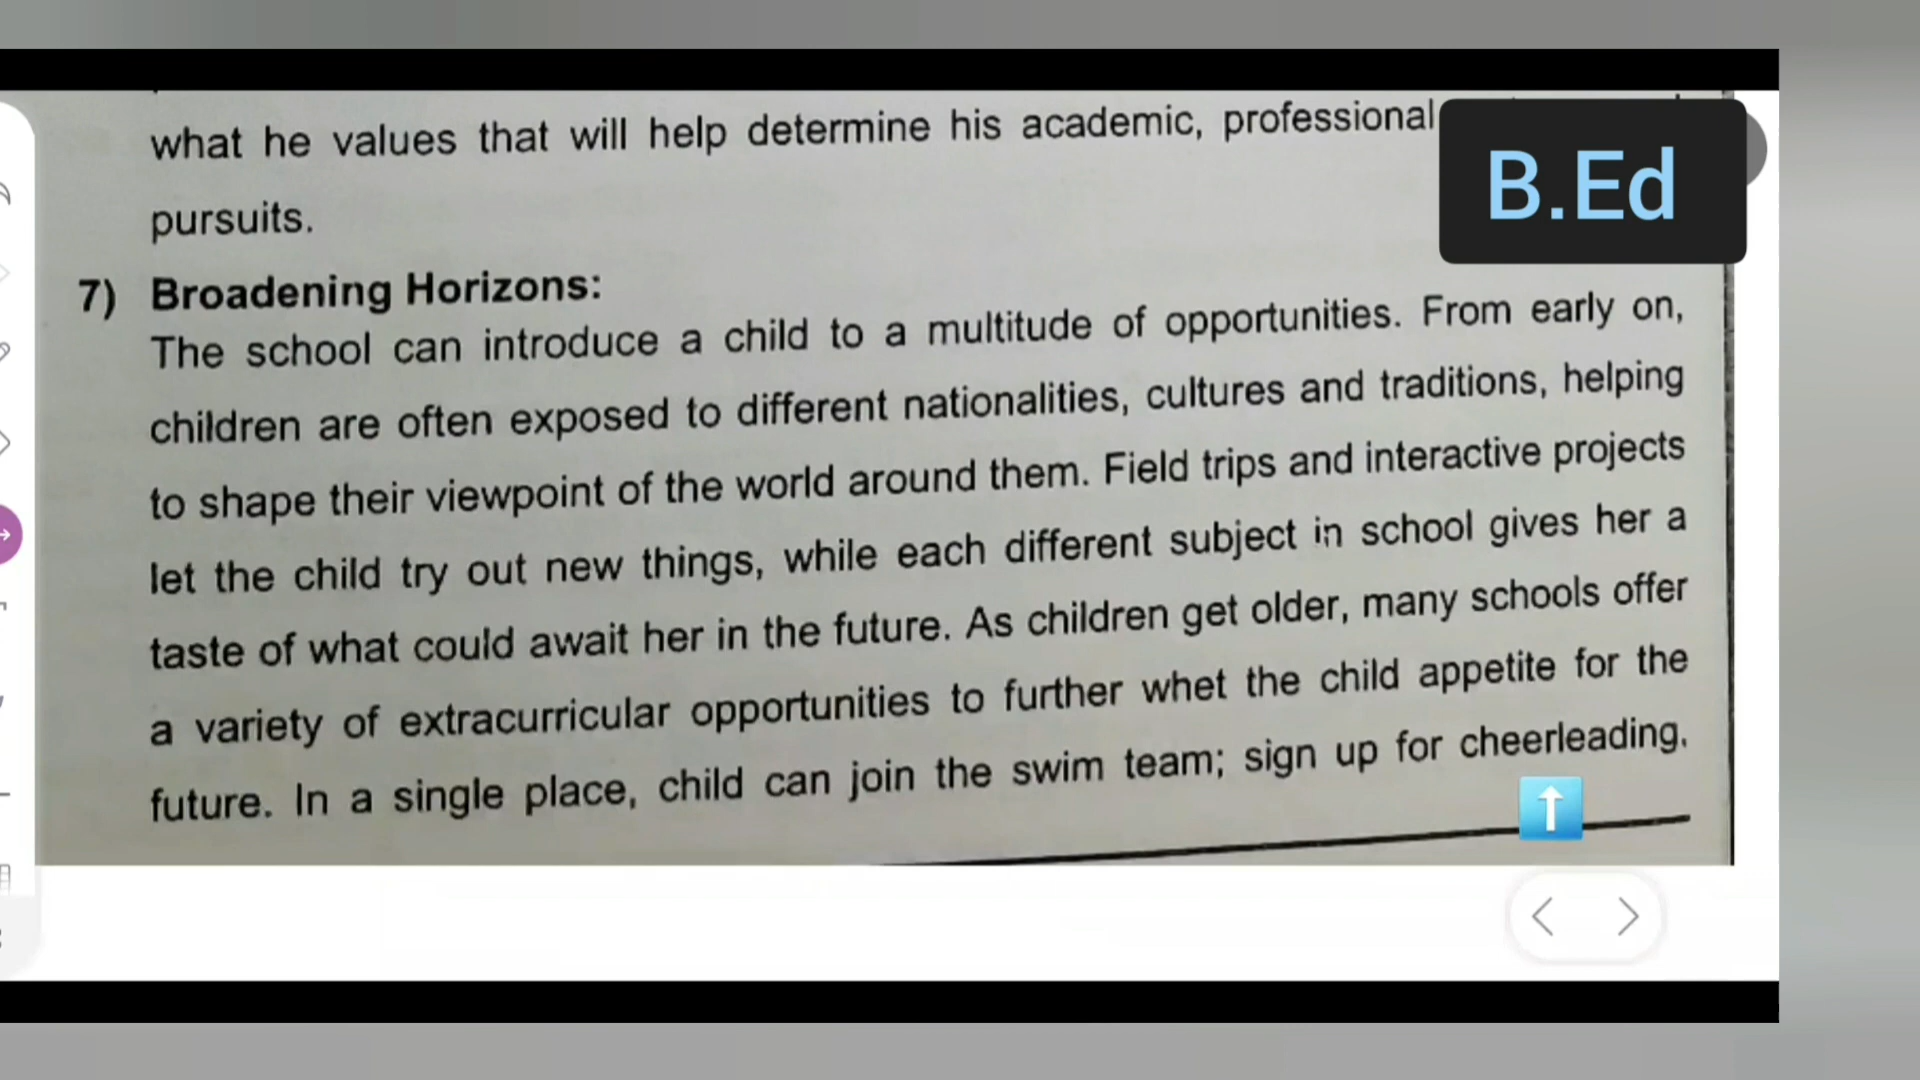 what he values that will help determine his academic, professional
B.Ed
pursuits.
7) Broadening Horizons:
The school can introduce a child to a multitude of opportunities. From early on,
children are often exposed to different nationalities, cultures and traditions, helping
to shape their viewpoint of the world around them. Field trips and interactive projects
let the child try out new things, while each different subject in school gives her a
taste of what could await her in the future. As children get older, many schools offer
a variety of extracurricular opportunities to further whet the child appetite for the
future. In a single place, child can join the swim team; sign up for cheerleading,